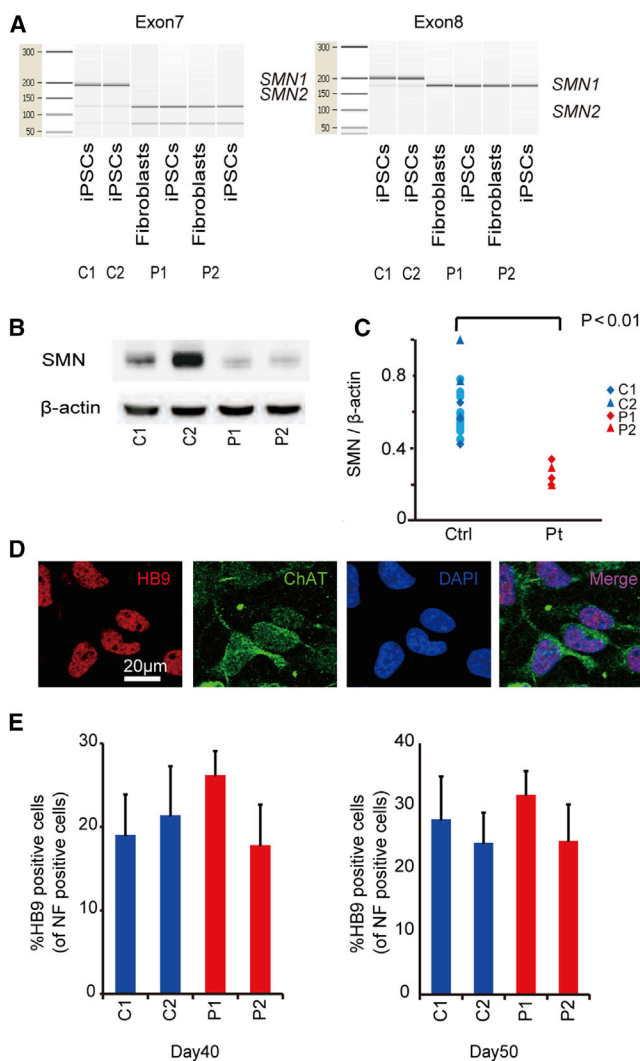 A
Exon7
Exon8
300
200
150
100
50
SMN1
SMN2
300
200
150
100
50
SMN1
SMN2
iPSCs
iPSCs
Fibroblasts
iPSCs
Fibroblasts
iPSCs
C1 C2 P1 P2
iPSCs
iPSCs
Fibroblasts
iPSCs
Fibroblasts
iPSCs
C1 C2 P1 P2
B
SMN
β-actin
C1 C2 P1 P2
C
P < 0.01
SMN / β-actin
0.8
0.4
0
Ctrl Pt
C1
C2
P1
P2
D
HB9
20μm
ChAT
DAPI
Merge
E
%HB9 positive cells
(of NF positive cells)
30
20
10
0
C1 C2 P1 P2
Day40
%HB9 positive cells
(of NF positive cells)
40
30
20
10
0
C1 C2 P1 P2
Day50